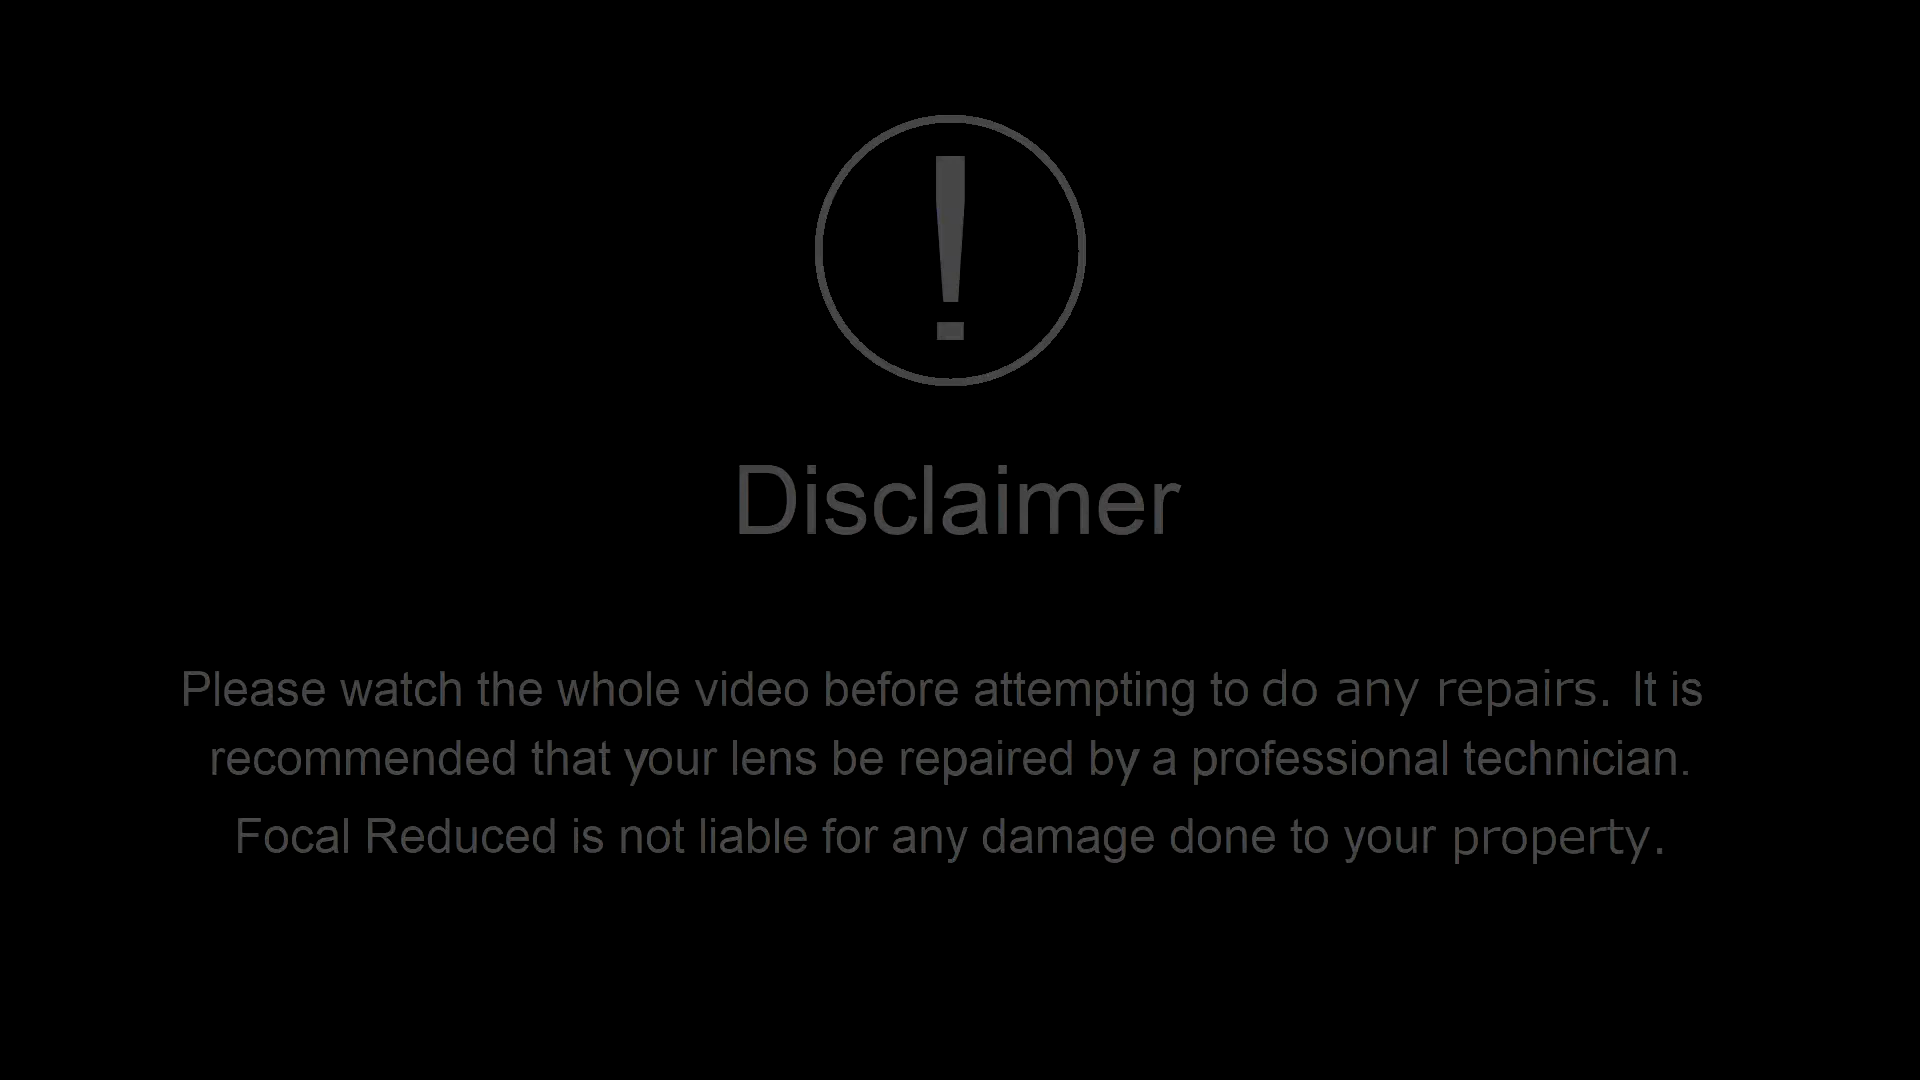 !
Disclaimer
Please watch the whole video before attempting to do any repairs. It is
recommended that your lens be repaired by a professional technician.
Focal Reduced is not liable for any damage done to your property.